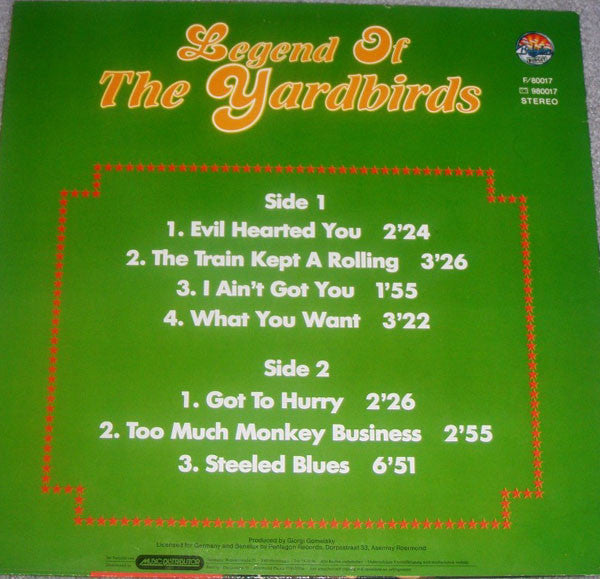 Legend Of
The Yardbirds
F/80017
980017
STEREO
Side 1
1. Evil Hearted You 2'24
2. The Train Kept A Rolling 3'26
3. I Ain't Got You 1'55
4. What You Want 3'22
Side 2
1. Got To Hurry 2'26
2. Too Much Monkey Business 2'55
3. Steeled Blues 6'51
Produced by Giorgi Gomelsky
Licensed for Germany and Benelux by Pentagon Records, Dorpsstraat 53, Asenray Roermond
MUSIC DISTRIBUTOR